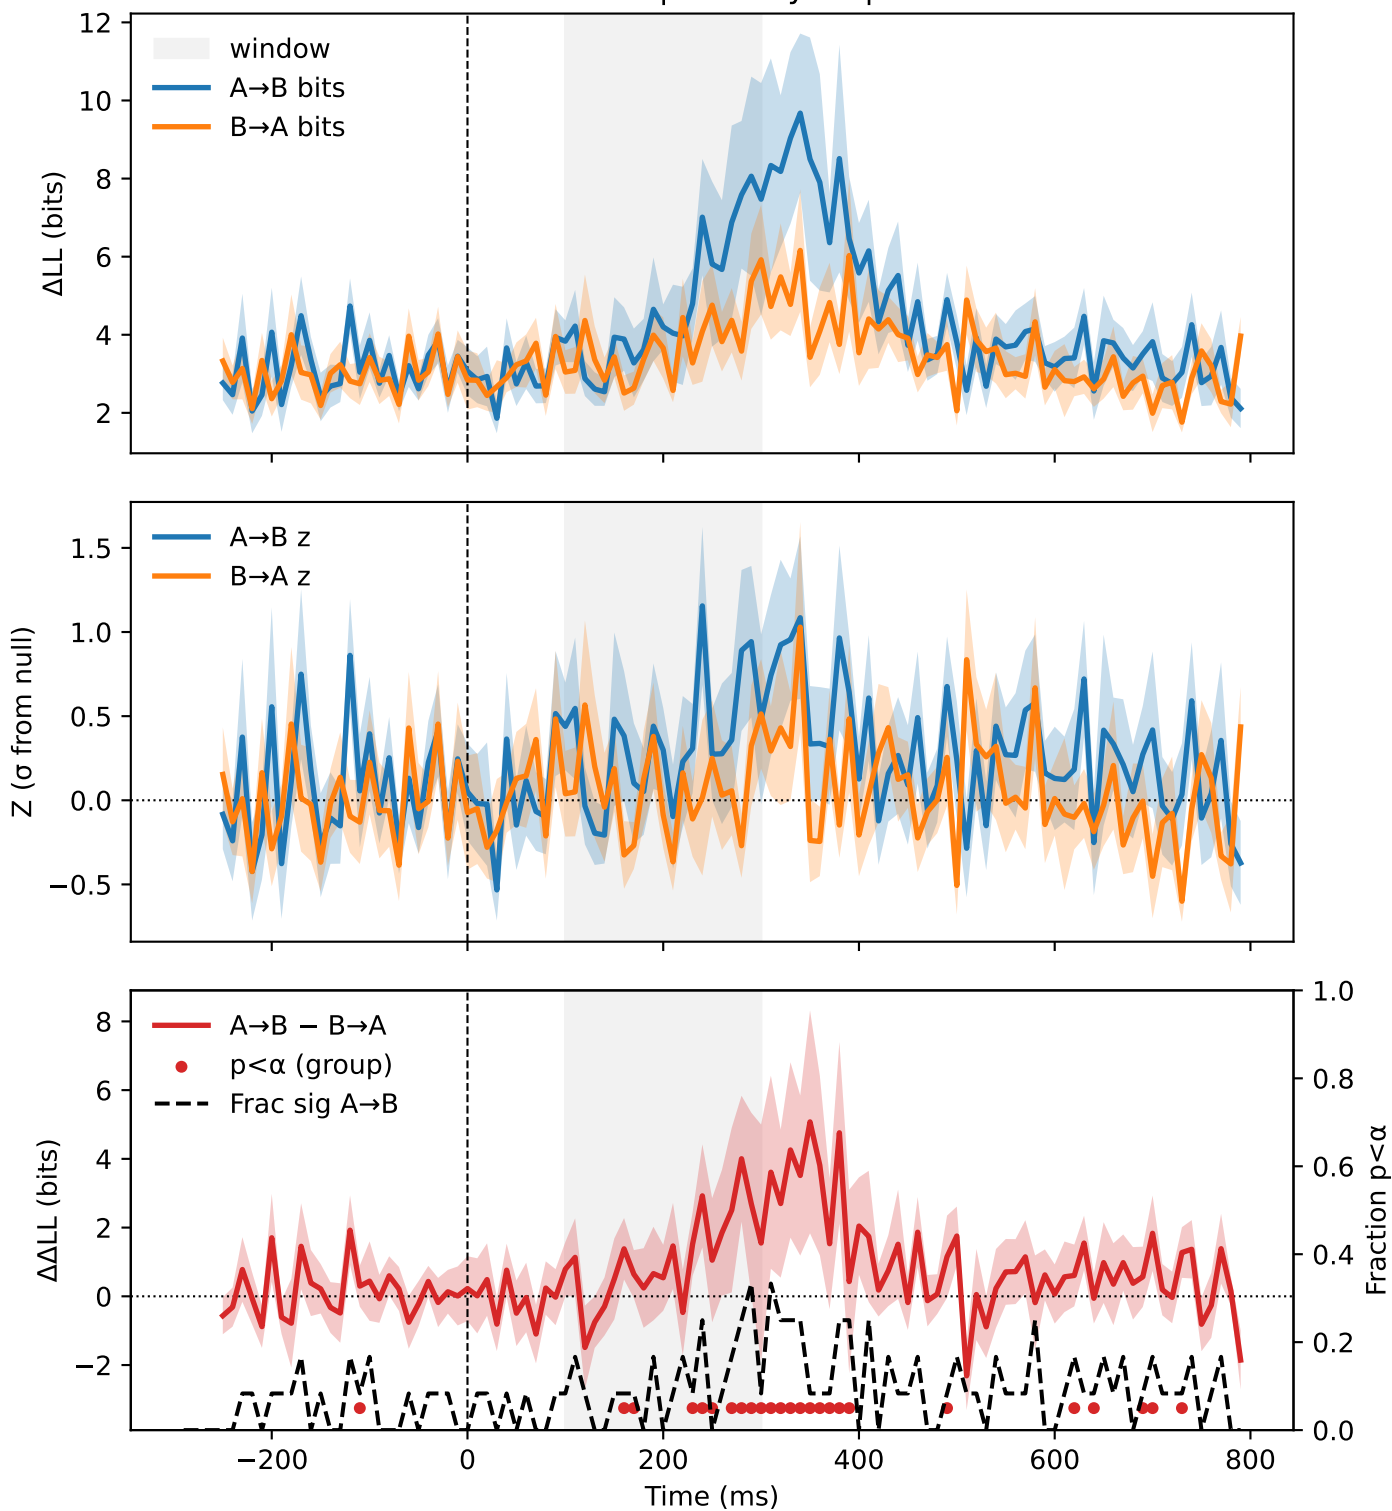 12
10
8
6
4
2
ΔLL (bits)
window
A→B bits
B→A bits
1.5
1.0
0.5
0.0
−0.5
Z (σ from null)
A→B z
B→A z
8
6
4
2
0
−2
ΔΔLL (bits)
A→B − B→A
p<α (group)
Frac sig A→B
1.0
0.8
0.6
0.4
0.2
0.0
Fraction p<α
−200 0 200 400 600 800
Time (ms)